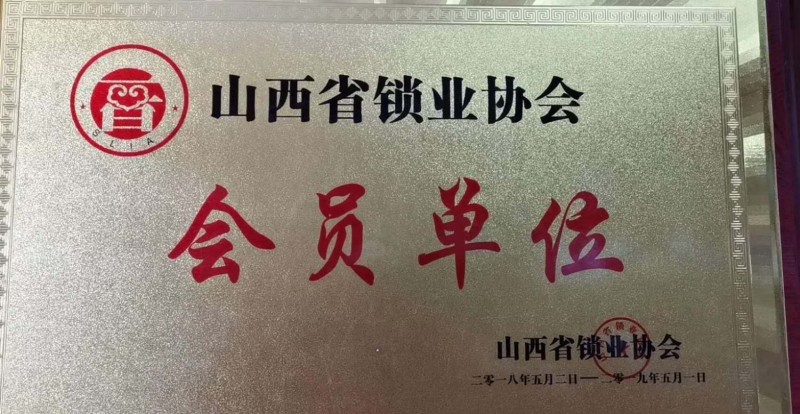 山西省锁业协会
SLIA
会员单位
山西省锁业协会
二零一八年五月二日——二零一九年五月一日